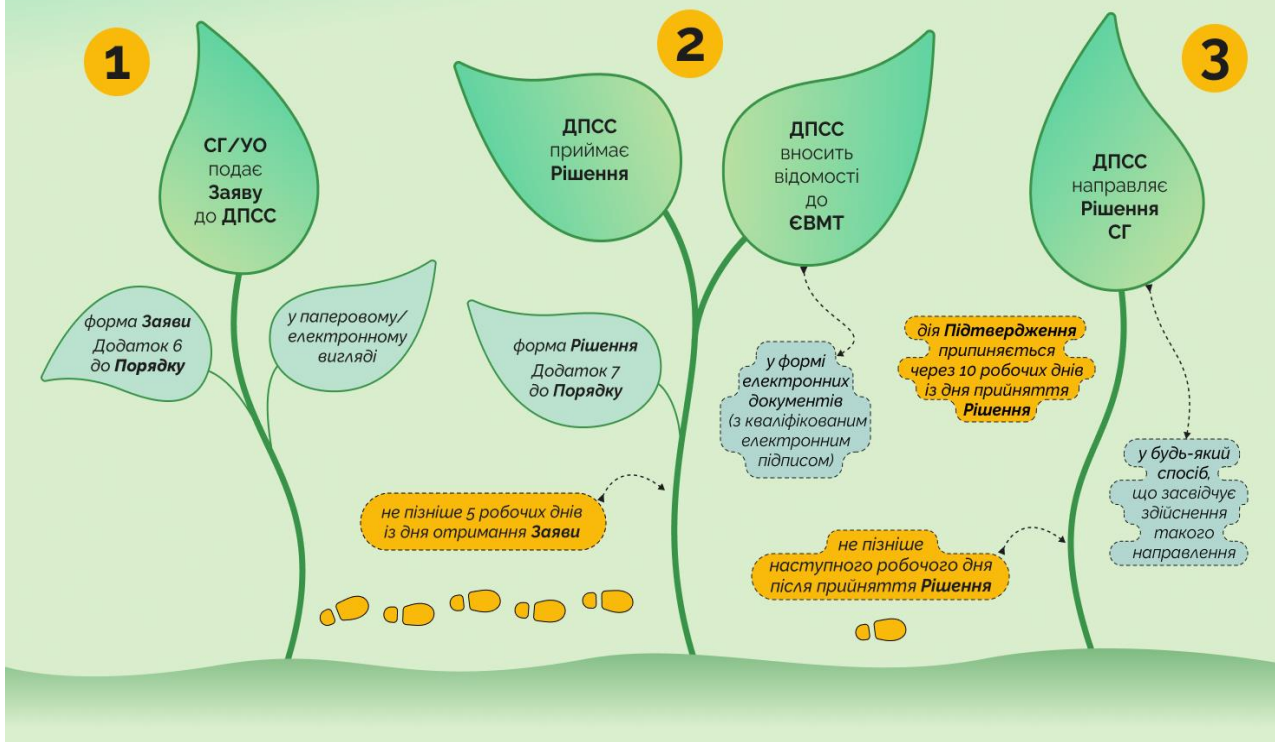 1
СГ/УО
подає
Заяву
до ДПСС
форма Заяви
Додаток 6
до Порядку
у паперовому/
електронному
вигляді
2
ДПСС
приймає
Рішення
ДПСС
вносить
відомості
до
ЄВМТ
форма Рішення
Додаток 7
до Порядку
у формі
електронних
документів
(з кваліфікованим
електронним
підписом)
не пізніше 5 робочих днів
із дня отримання Заяви
3
ДПСС
направляє
Рішення
СГ
дія Підтвердження
припиняється
через 10 робочих днів
із дня прийняття
Рішення
у будь-який
спосіб,
що засвідчує
здійснення
такого
направлення
не пізніше
наступного робочого дня
після прийняття Рішення